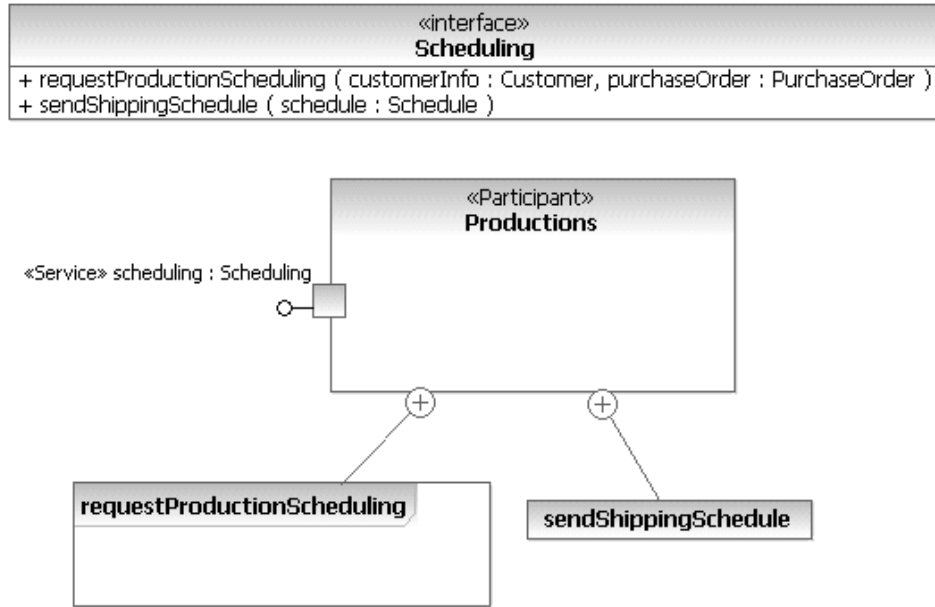 «interface»
Scheduling
+ requestProductionScheduling ( customerInfo : Customer, purchaseOrder : PurchaseOrder )
+ sendShippingSchedule ( schedule : Schedule )
«Participant»
Productions
«Service» scheduling : Scheduling
requestProductionScheduling
sendShippingSchedule